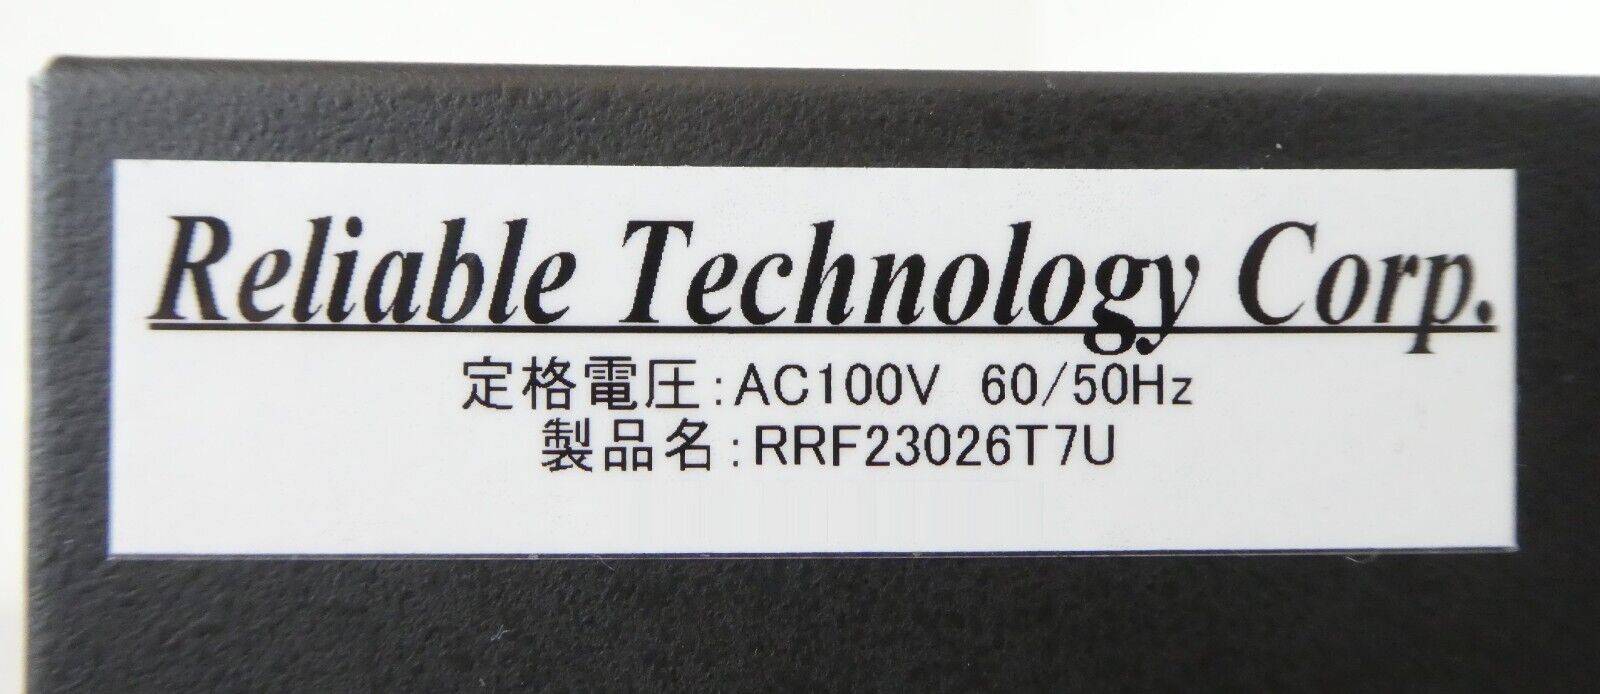 Reliable Technology Corp.
定格電圧:AC100V 60/50Hz
製品名:RRF23026T7U